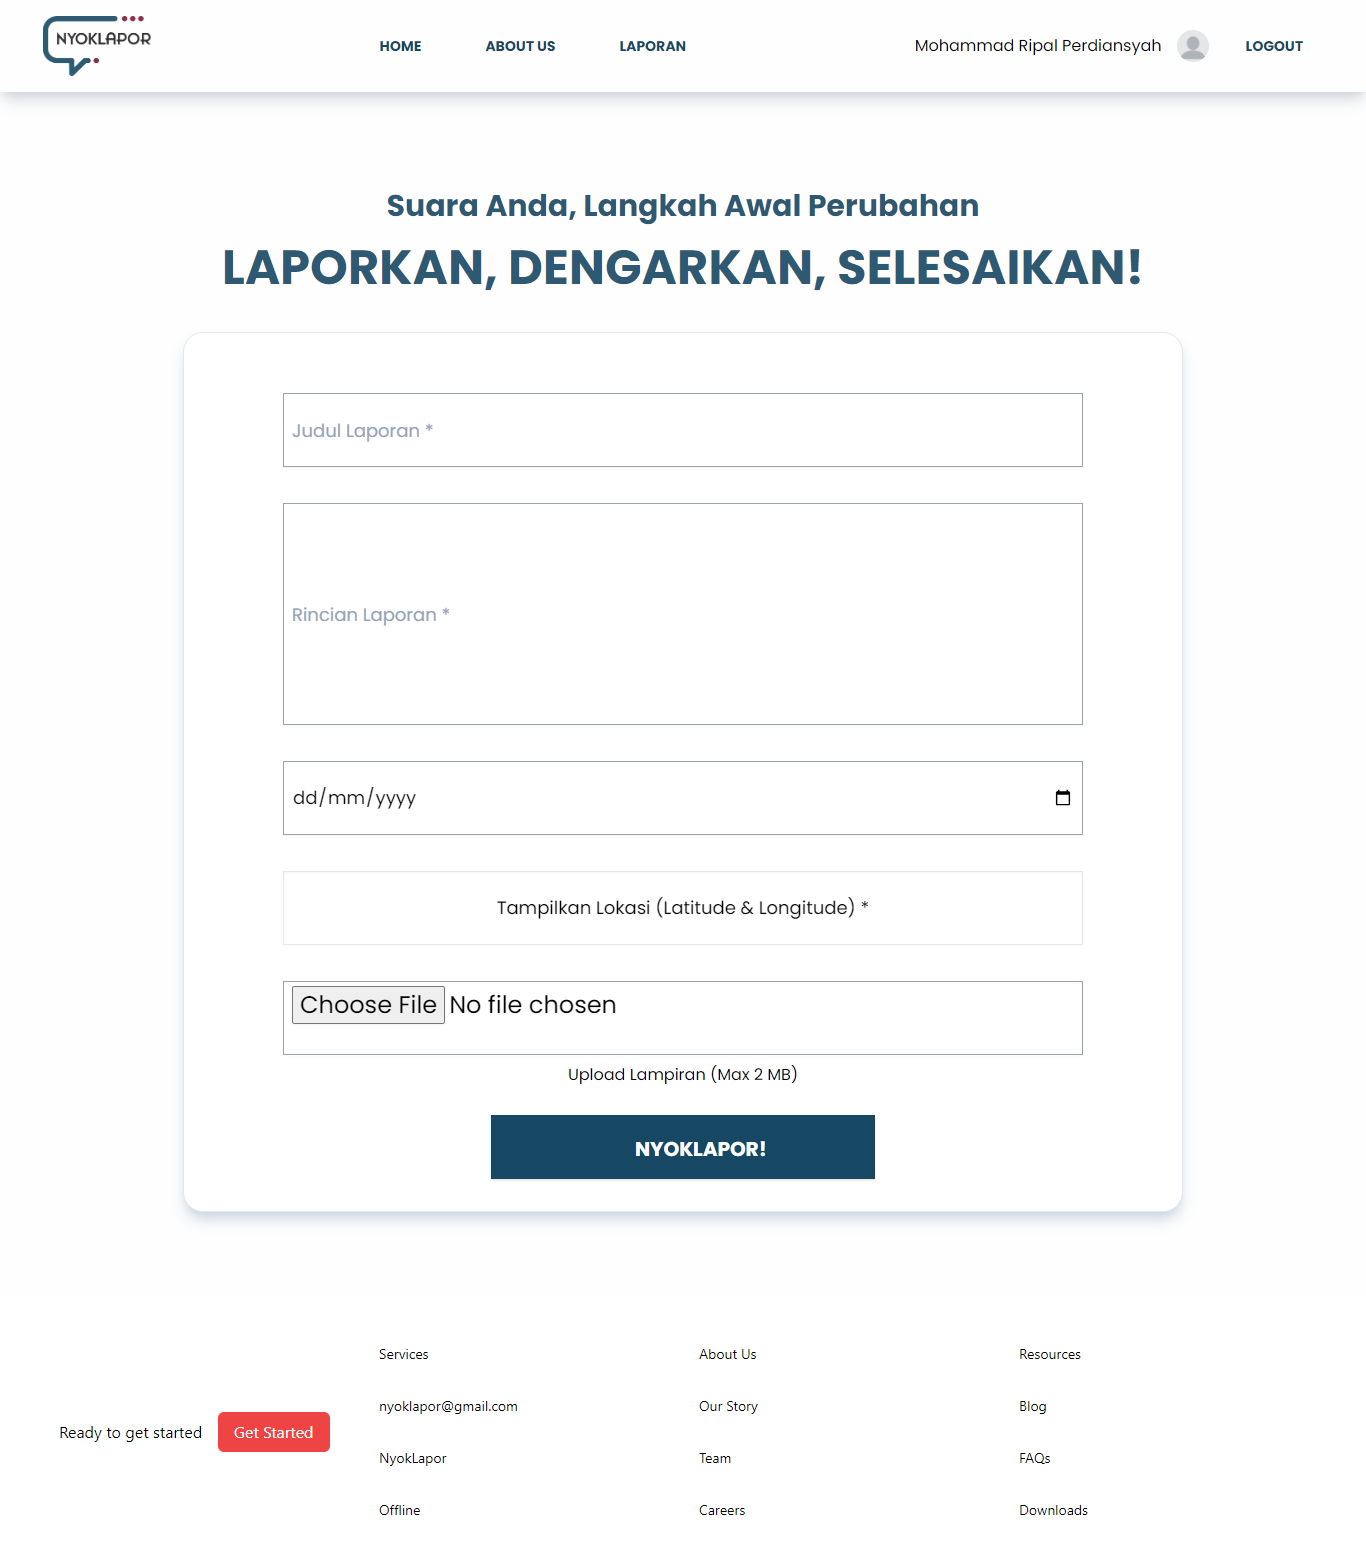 NYOKLAPOR
HOME
ABOUT US
LAPORAN
Mohammad Ripal Perdiansyah
LOGOUT
Suara Anda, Langkah Awal Perubahan
LAPORKAN, DENGARKAN, SELESAIKAN!
Judul Laporan *
Rincian Laporan *
dd/mm/yyyy
Tampilkan Lokasi (Latitude & Longitude) *
Choose File No file chosen
Upload Lampiran (Max 2 MB)
NYOKLAPOR!
Ready to get started
Get Started
Services
nyoklapor@gmail.com
NyokLapor
Offline
About Us
Our Story
Team
Careers
Resources
Blog
FAQs
Downloads